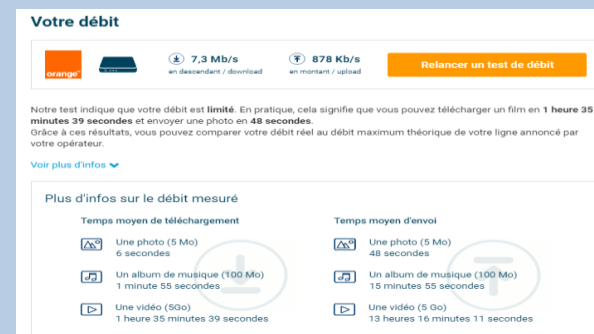 Votre débit
orange
7,3 Mb/s
en descendant / download
878 Kb/s
en montant / upload
Relancer un test de débit
Notre test indique que votre débit est limité. En pratique, cela signifie que vous pouvez télécharger un film en 1 heure 35
minutes 39 secondes et envoyer une photo en 48 secondes.
Grâce à ces résultats, vous pouvez comparer votre débit réel au débit maximum théorique de votre ligne annoncé par
votre opérateur.
Voir plus d'infos
Plus d'infos sur le débit mesuré
Temps moyen de téléchargement
Une photo (5 Mo)
6 secondes
Un album de musique (100 Mo)
1 minute 55 secondes
Une vidéo (5Go)
1 heure 35 minutes 39 secondes
Temps moyen d'envoi
Une photo (5 Mo)
48 secondes
Un album de musique (100 Mo)
15 minutes 55 secondes
Une vidéo (5 Go)
13 heures 16 minutes 11 secondes